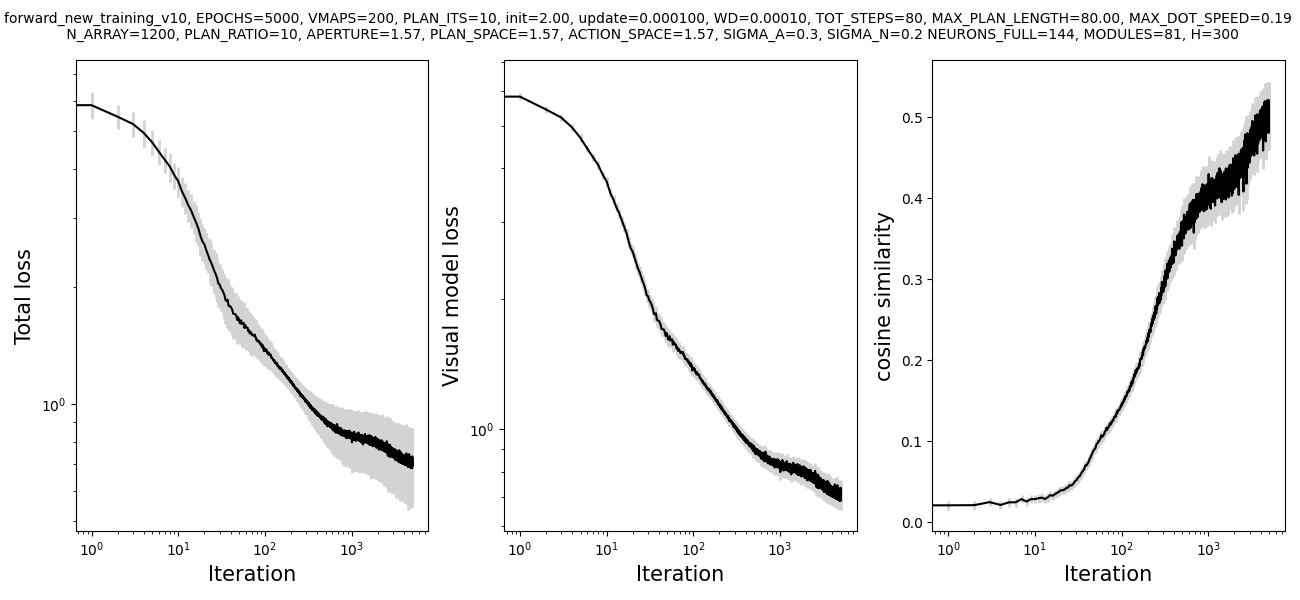 forward_new_training_v10, EPOCHS=5000, VMAPS=200, PLAN_ITS=10, init=2.00, update=0.000100, WD=0.00010, TOT_STEPS=80, MAX_PLAN_LENGTH=80.00, MAX_DOT_SPEED=0.19
N_ARRAY=1200, PLAN_RATIO=10, APERTURE=1.57, PLAN_SPACE=1.57, ACTION_SPACE=1.57, SIGMA_A=0.3, SIGMA_N=0.2 NEURONS_FULL=144, MODULES=81, H=300
Total loss
10⁰
10⁰ 10¹ 10² 10³
Iteration
Visual model loss
10⁰
10⁰ 10¹ 10² 10³
Iteration
cosine similarity
0.5
0.4
0.3
0.2
0.1
0.0
10⁰ 10¹ 10² 10³
Iteration